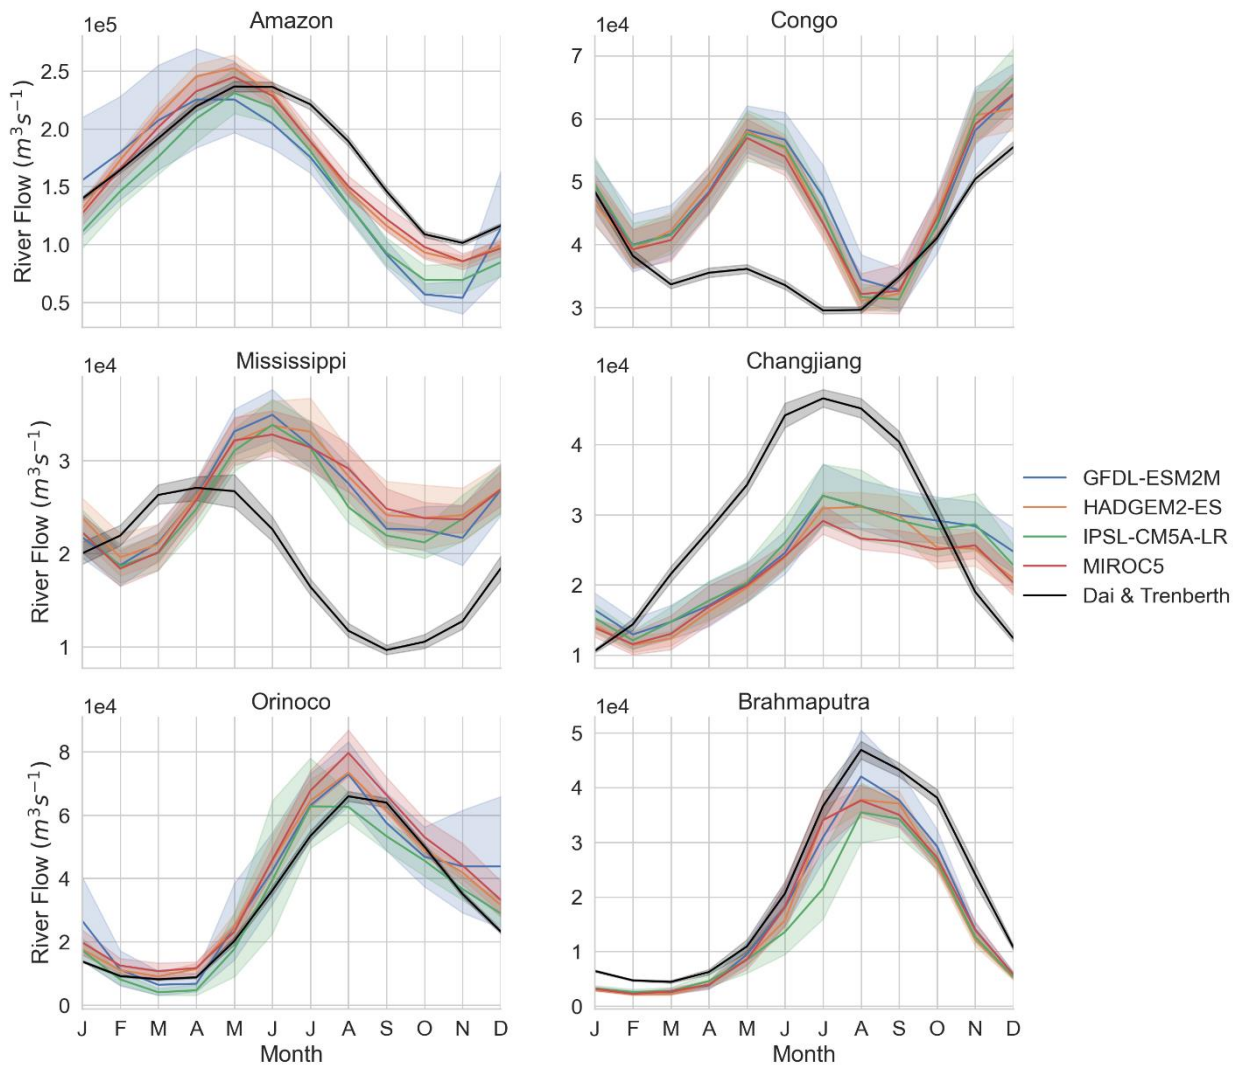 Amazon
1e5
2.5
2.0
1.5
1.0
0.5
River Flow (m³s⁻¹)
Congo
1e4
7
6
5
4
3
Mississippi
1e4
3
2
1
River Flow (m³s⁻¹)
Changjiang
1e4
4
3
2
1
GFDL-ESM2M
HADGEM2-ES
IPSL-CM5A-LR
MIROC5
Dai & Trenberth
Orinoco
1e4
8
6
4
2
0
River Flow (m³s⁻¹)
J F M A M J J A S O N D
Month
Brahmaputra
1e4
5
4
3
2
1
0
J F M A M J J A S O N D
Month